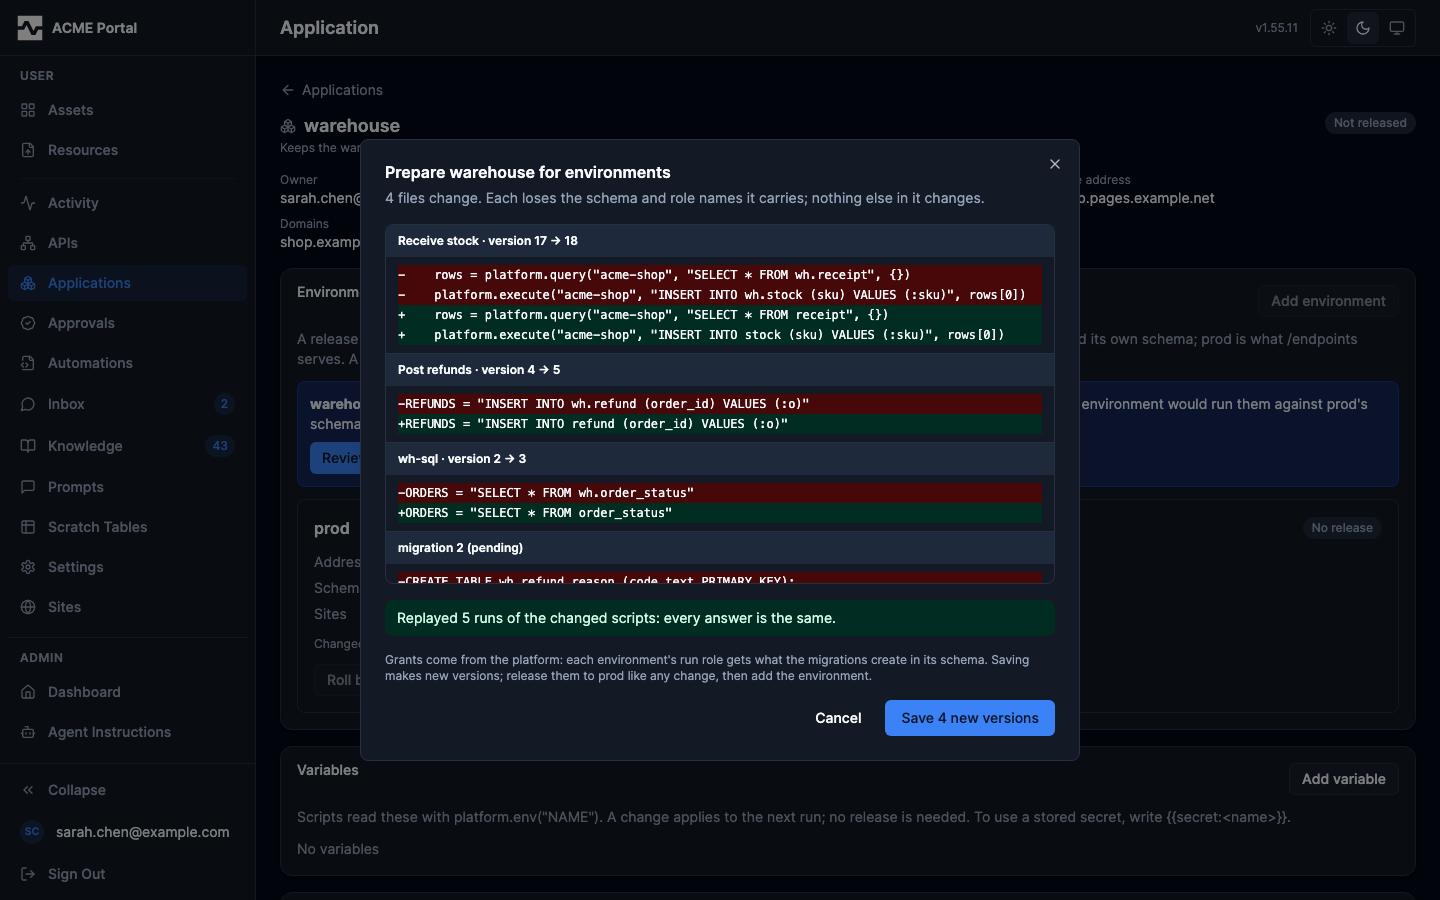 ACME Portal
Application
v1.55.11
USER
Assets
Resources
Activity
APIs
Applications
Approvals
Automations
Inbox
2
Knowledge
43
Prompts
Scratch Tables
Settings
Sites
ADMIN
Dashboard
Agent Instructions
Collapse
SC
sarah.chen@example.com
Sign Out
Applications
warehouse
Not released
Keeps the
Owner
address
sarah.chen@
.pages.example.net
Domains
shop.examp
Add environment
A release
d its own schema; prod is what /endpoints
serves. A
environment would run them against prod's
schema
prod
No release
Sites
Prepare warehouse for environments
4 files change. Each loses the schema and role names it carries; nothing else in it changes.
Receive stock · version 17 → 18
-    rows = platform.query("acme-shop", "SELECT * FROM wh.receipt", {})
-    platform.execute("acme-shop", "INSERT INTO wh.stock (sku) VALUES (:sku)", rows[0])
+    rows = platform.query("acme-shop", "SELECT * FROM receipt", {})
+    platform.execute("acme-shop", "INSERT INTO stock (sku) VALUES (:sku)", rows[0])
Post refunds · version 4 → 5
-REFUNDS = "INSERT INTO wh.refund (order_id) VALUES (:o)"
+REFUNDS = "INSERT INTO refund (order_id) VALUES (:o)"
wh-sql · version 2 → 3
-ORDERS = "SELECT * FROM wh.order_status"
+ORDERS = "SELECT * FROM order_status"
migration 2 (pending)
-CREATE TABLE wh.refund_reason (code text PRIMARY KEY);
Replayed 5 runs of the changed scripts: every answer is the same.
Grants come from the platform: each environment's run role gets what the migrations create in its schema. Saving
makes new versions; release them to prod like any change, then add the environment.
Cancel
Save 4 new versions
Variables
Add variable
Scripts read these with platform.env("NAME"). A change applies to the next run; no release is needed. To use a stored secret, write {{secret:<name>}}.
No variables